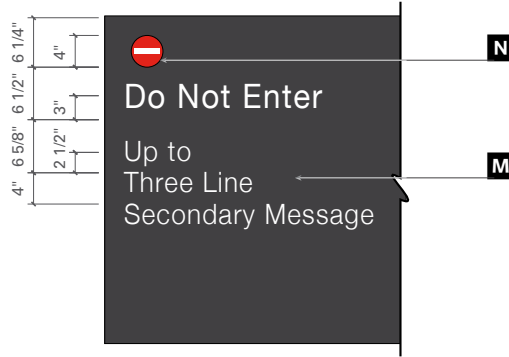 6 1/4"
4"
N
6 1/2"
3"
Do Not Enter
6 5/8"
2 1/2"
Up to
Three Line
Secondary Message
M
4"